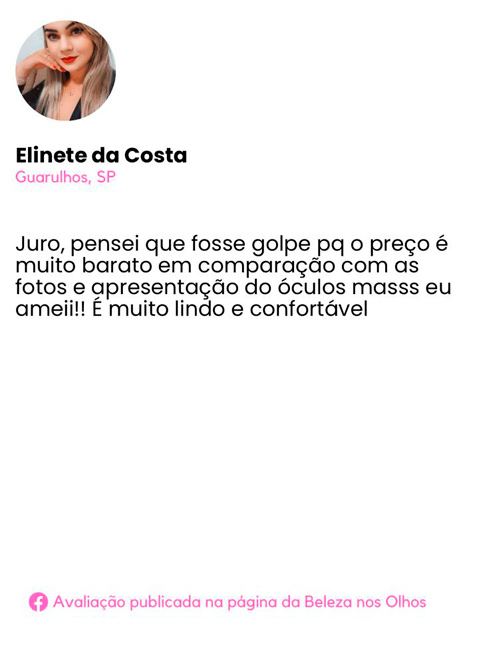 Elinete da Costa
Guarulhos, SP
Juro, pensei que fosse golpe pq o preço é
muito barato em comparação com as
fotos e apresentação do óculos masss eu
ameii!! É muito lindo e confortável
Avaliação publicada na página da Beleza nos Olhos